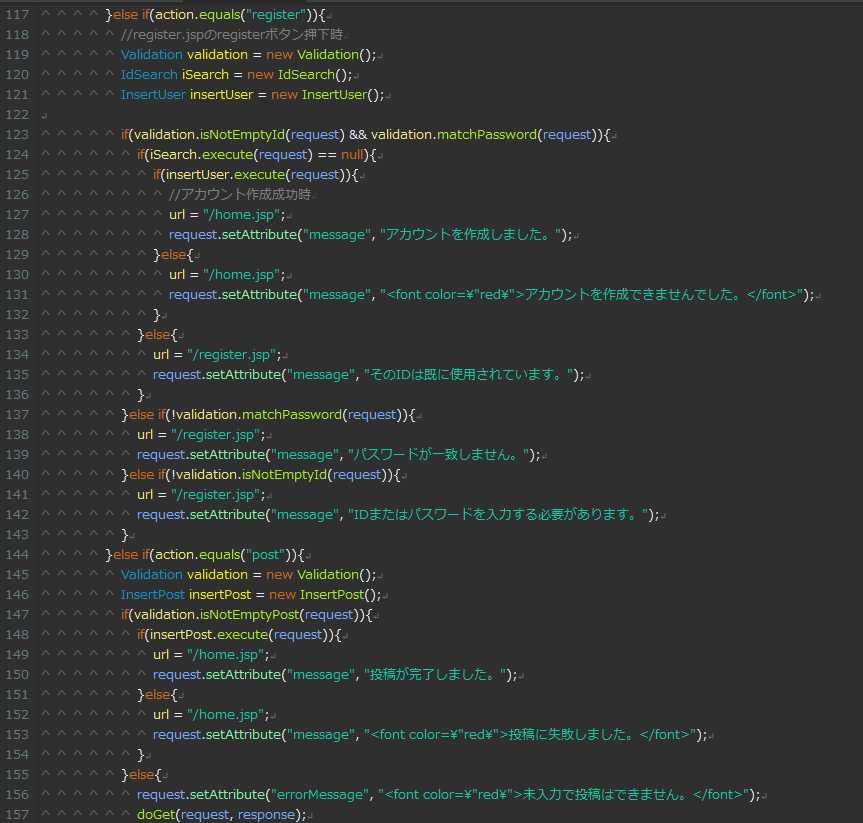 117 }else if(action.equals("register")){
118 //register.jspのregisterボタン押下時
119 Validation validation = new Validation();
120 IdSearch iSearch = new IdSearch();
121 InsertUser insertUser = new InsertUser();
122
123 if(validation.isNotEmptyId(request) && validation.matchPassword(request)){
124 if(iSearch.execute(request) == null){
125 if(insertUser.execute(request)){
126 //アカウント作成成功時
127 url = "/home.jsp";
128 request.setAttribute("message", "アカウントを作成しました。");
129 }else{
130 url = "/home.jsp";
131 request.setAttribute("message", "<font color=¥"red¥">アカウントを作成できませんでした。</font>");
132 }
133 }else{
134 url = "/register.jsp";
135 request.setAttribute("message", "そのIDは既に使用されています。");
136 }
137 }else if(!validation.matchPassword(request)){
138 url = "/register.jsp";
139 request.setAttribute("message", "パスワードが一致しません。");
140 }else if(!validation.isNotEmptyId(request)){
141 url = "/register.jsp";
142 request.setAttribute("message", "IDまたはパスワードを入力する必要があります。");
143 }
144 }else if(action.equals("post")){
145 Validation validation = new Validation();
146 InsertPost insertPost = new InsertPost();
147 if(validation.isNotEmptyPost(request)){
148 if(insertPost.execute(request)){
149 url = "/home.jsp";
150 request.setAttribute("message", "投稿が完了しました。");
151 }else{
152 url = "/home.jsp";
153 request.setAttribute("message", "<font color=¥"red¥">投稿に失敗しました。</font>");
154 }
155 }else{
156 request.setAttribute("errorMessage", "<font color=¥"red¥">未入力で投稿はできません。</font>");
157 doGet(request, response);